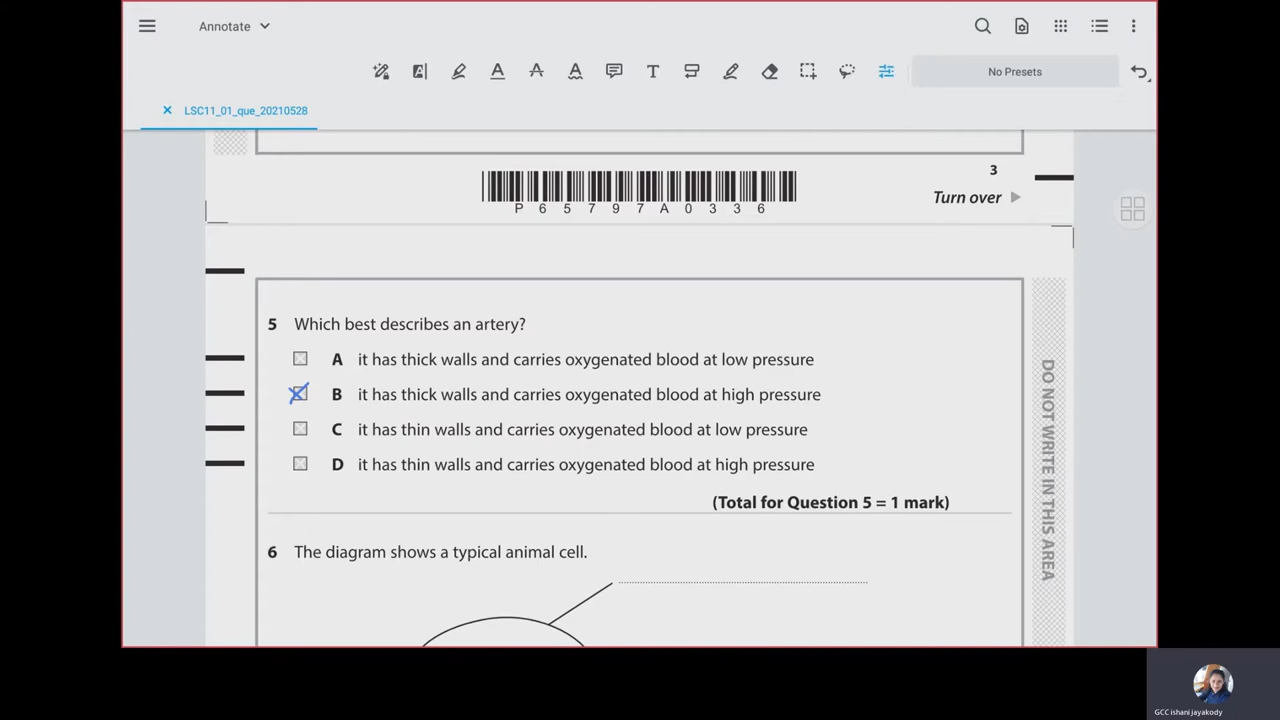 Annotate
No Presets
LSC11_01_que_20210528
3
P 6 5 7 9 7 A 0 3 3 6
Turn over
5 Which best describes an artery?
A it has thick walls and carries oxygenated blood at low pressure
B it has thick walls and carries oxygenated blood at high pressure
C it has thin walls and carries oxygenated blood at low pressure
D it has thin walls and carries oxygenated blood at high pressure
(Total for Question 5 = 1 mark)
6 The diagram shows a typical animal cell.
DO NOT WRITE IN THIS AREA
GCC ishani jayakody